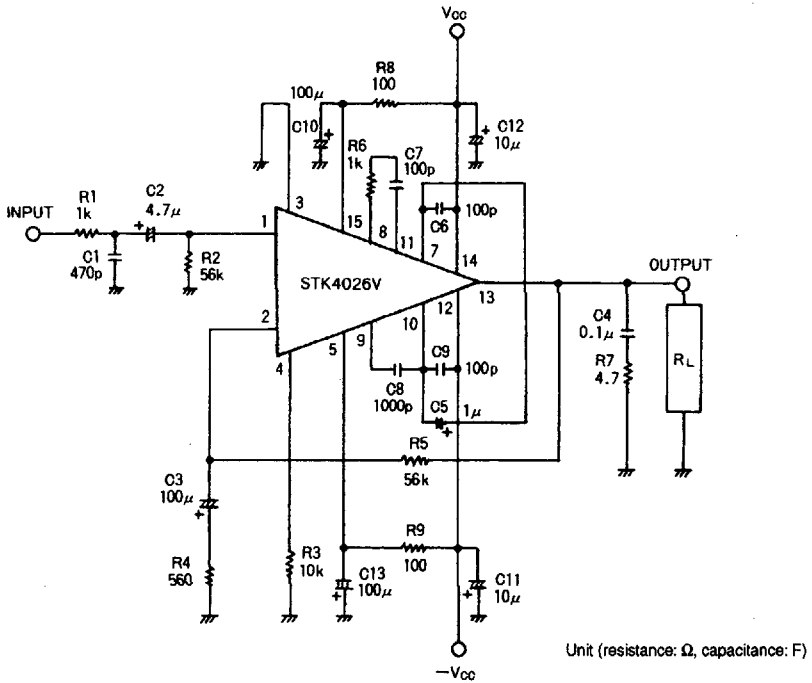 Vcc
R8
100
100μ
C10
+
+ C12
10μ
R6
1k
C7
100p
INPUT
R1
1k
C2
4.7μ
+
C1
470p
R2
56k
3
1
15
8
11
7
C6
100p
14
STK4026V
13
OUTPUT
2
4
5
9
10
12
C8
1000p
C9
100p
C5
+
1μ
C4
0.1μ
R7
4.7
RL
R5
56k
C3
100μ
+
R4
560
R3
10k
R9
100
C13
100μ
+
C11
10μ
+
−Vcc
Unit (resistance: Ω, capacitance: F)